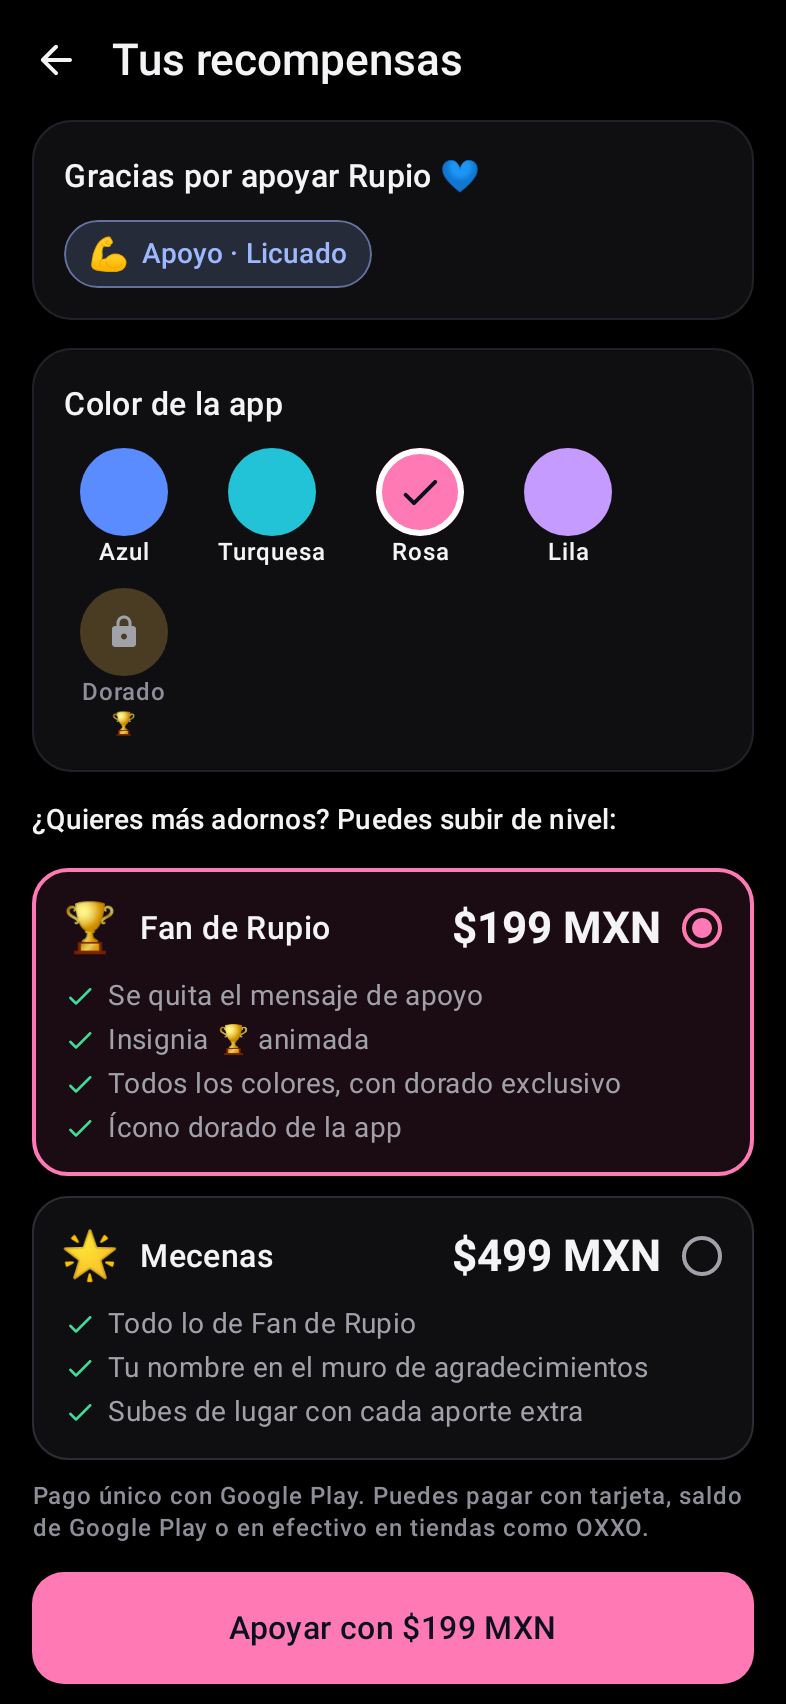 Tus recompensas
Gracias por apoyar Rupio 💙
💪 Apoyo · Licuado
Color de la app
Azul
Turquesa
Rosa
Lila
Dorado
🏆
¿Quieres más adornos? Puedes subir de nivel:
🏆 Fan de Rupio $199 MXN
Se quita el mensaje de apoyo
Insignia 🏆 animada
Todos los colores, con dorado exclusivo
Ícono dorado de la app
🌟 Mecenas $499 MXN
Todo lo de Fan de Rupio
Tu nombre en el muro de agradecimientos
Subes de lugar con cada aporte extra
Pago único con Google Play. Puedes pagar con tarjeta, saldo
de Google Play o en efectivo en tiendas como OXXO.
Apoyar con $199 MXN